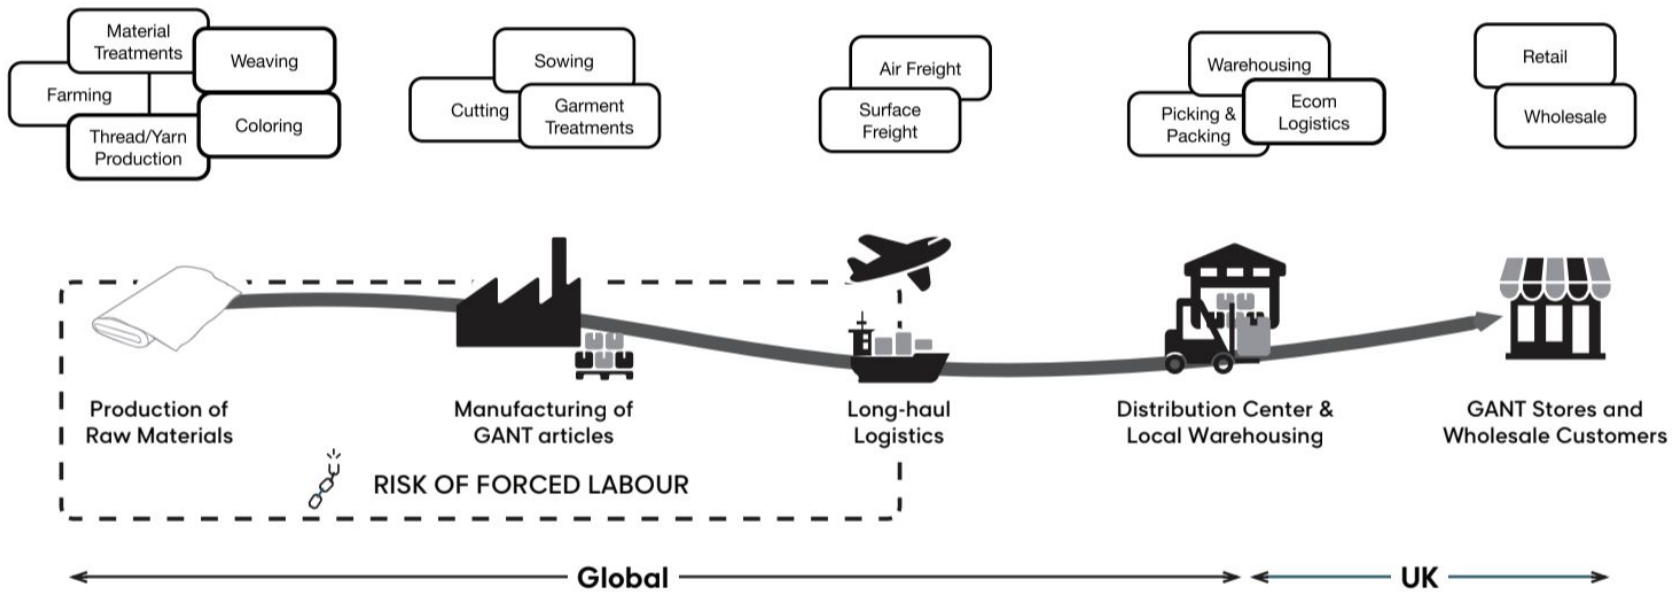 Material
Treatments
Weaving
Farming
Thread/Yarn
Production
Coloring
Sowing
Cutting
Garment
Treatments
Air Freight
Surface
Freight
Warehousing
Picking &
Packing
Ecom
Logistics
Retail
Wholesale
Production of
Raw Materials
Manufacturing of
GANT articles
Long-haul
Logistics
Distribution Center &
Local Warehousing
GANT Stores and
Wholesale Customers
RISK OF FORCED LABOUR
Global
UK